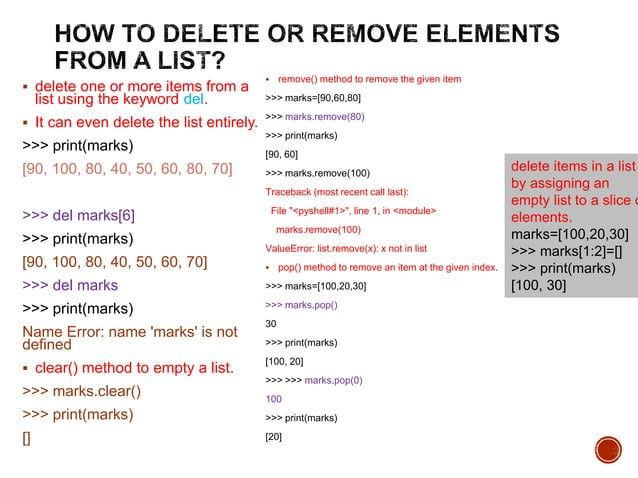 HOW TO DELETE OR REMOVE ELEMENTS
FROM A LIST?
▪ delete one or more items from a
list using the keyword del.
▪ It can even delete the list entirely.
>>> print(marks)
[90, 100, 80, 40, 50, 60, 80, 70]
>>> del marks[6]
>>> print(marks)
[90, 100, 80, 40, 50, 60, 70]
>>> del marks
>>> print(marks)
Name Error: name 'marks' is not
defined
▪ clear() method to empty a list.
>>> marks.clear()
>>> print(marks)
[]
▪ remove() method to remove the given item
>>> marks=[90,60,80]
>>> marks.remove(80)
>>> print(marks)
[90, 60]
>>> marks.remove(100)
Traceback (most recent call last):
File "<pyshell#1>", line 1, in <module>
marks.remove(100)
ValueError: list.remove(x): x not in list
▪ pop() method to remove an item at the given index.
>>> marks=[100,20,30]
>>> marks.pop()
30
>>> print(marks)
[100, 20]
>>> >>> marks.pop(0)
100
>>> print(marks)
[20]
delete items in a list
by assigning an
empty list to a slice
elements.
marks=[100,20,30]
>>> marks[1:2]=[]
>>> print(marks)
[100, 30]